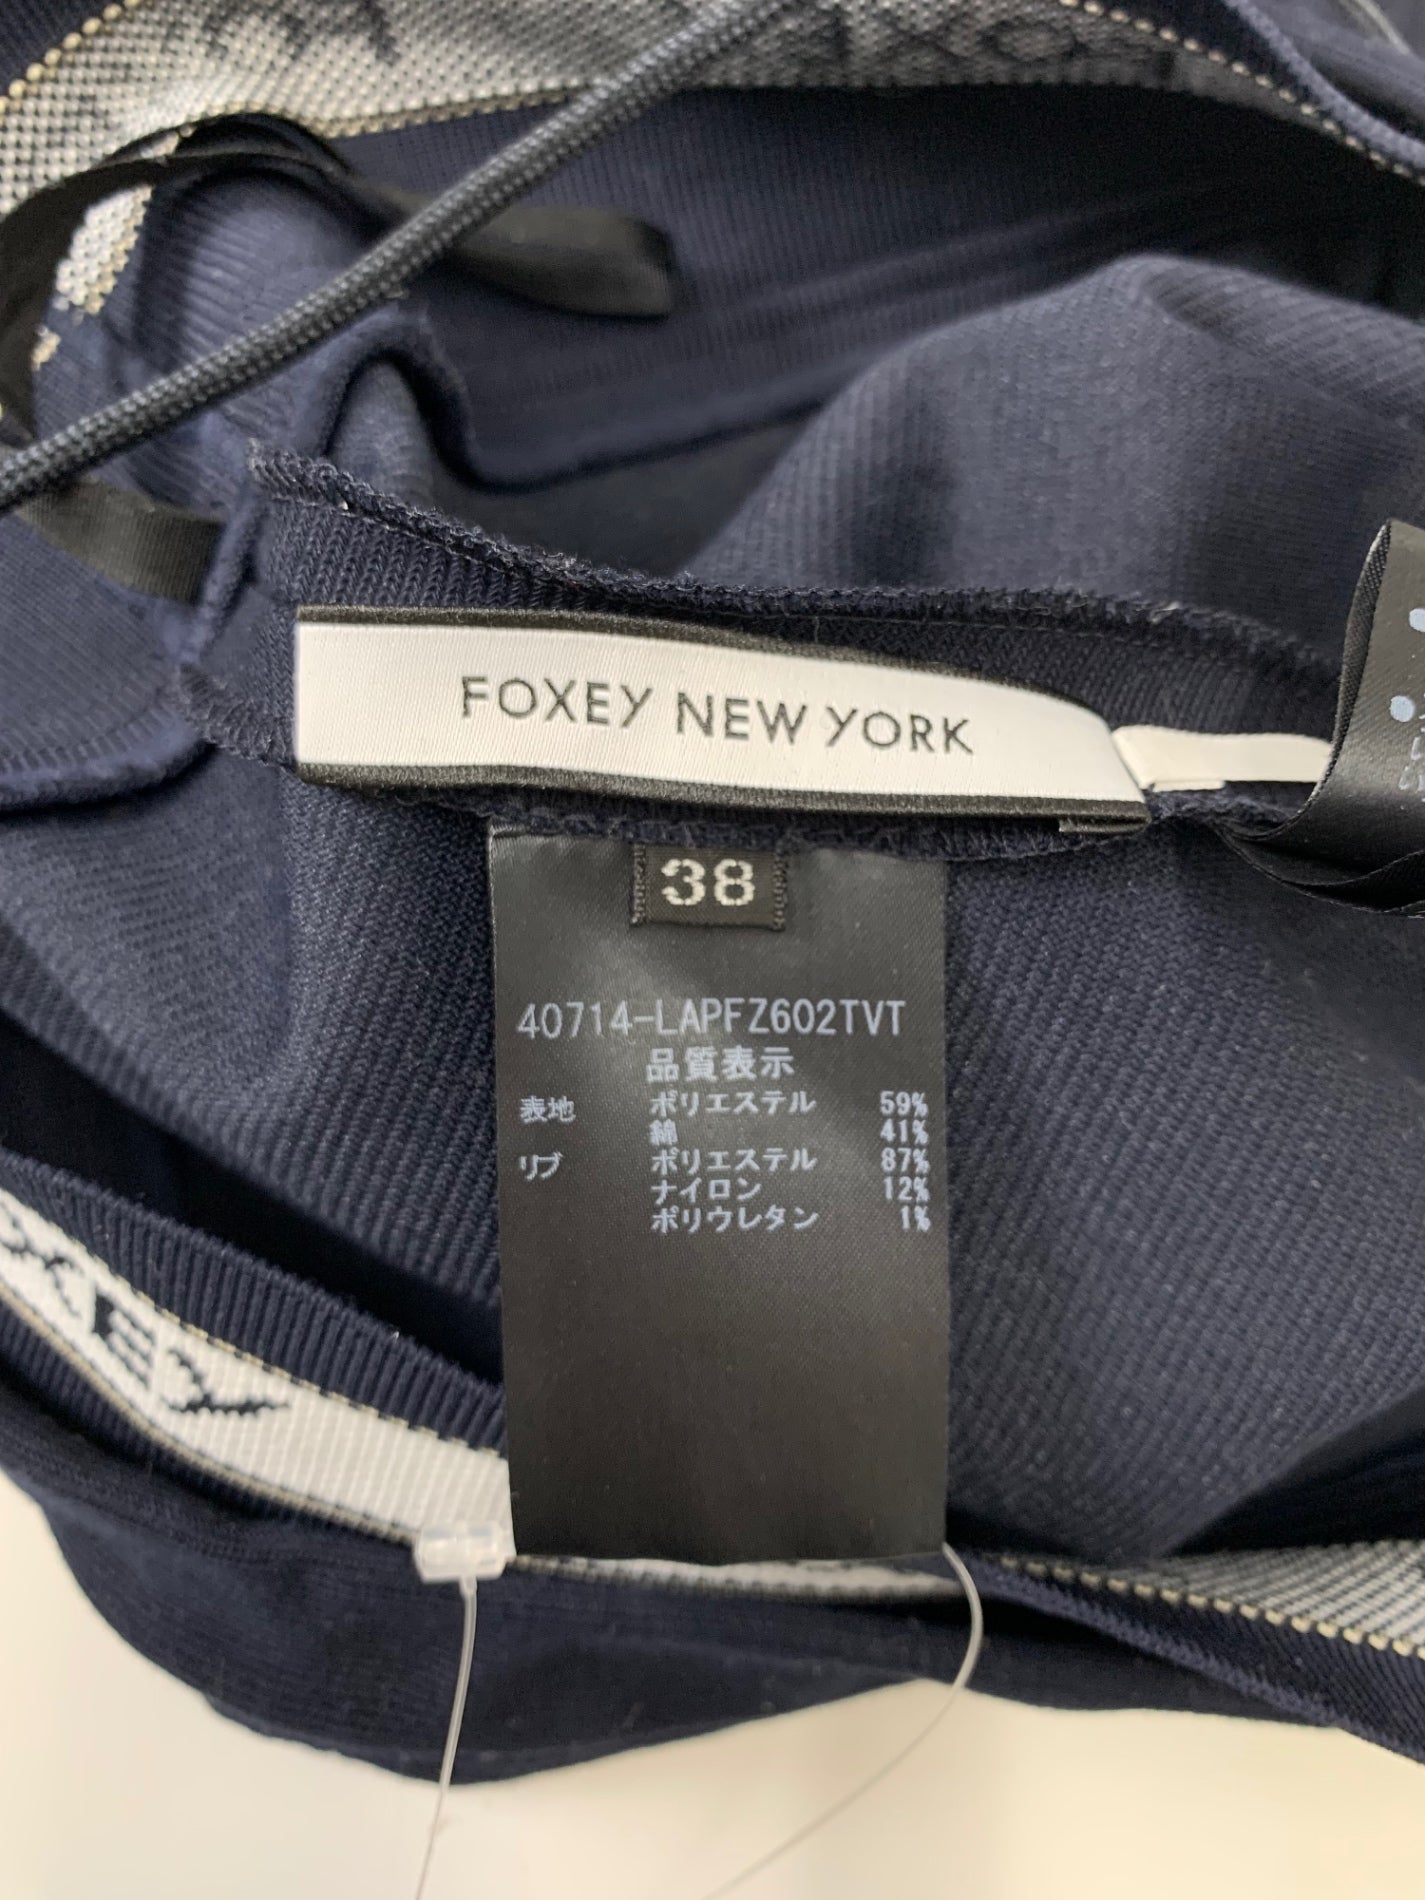 FOXEY NEW YORK
38
40714-LAPFZ602TVT
品質表示
表地 ポリエステル 59%
綿 41%
リブ ポリエステル 87%
ナイロン 12%
ポリウレタン 1%
XEY